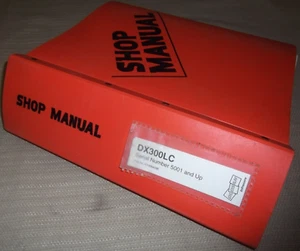 SHOP
MANUAL
SHOP MANUAL
DX300LC
Serial Number 5001 and Up